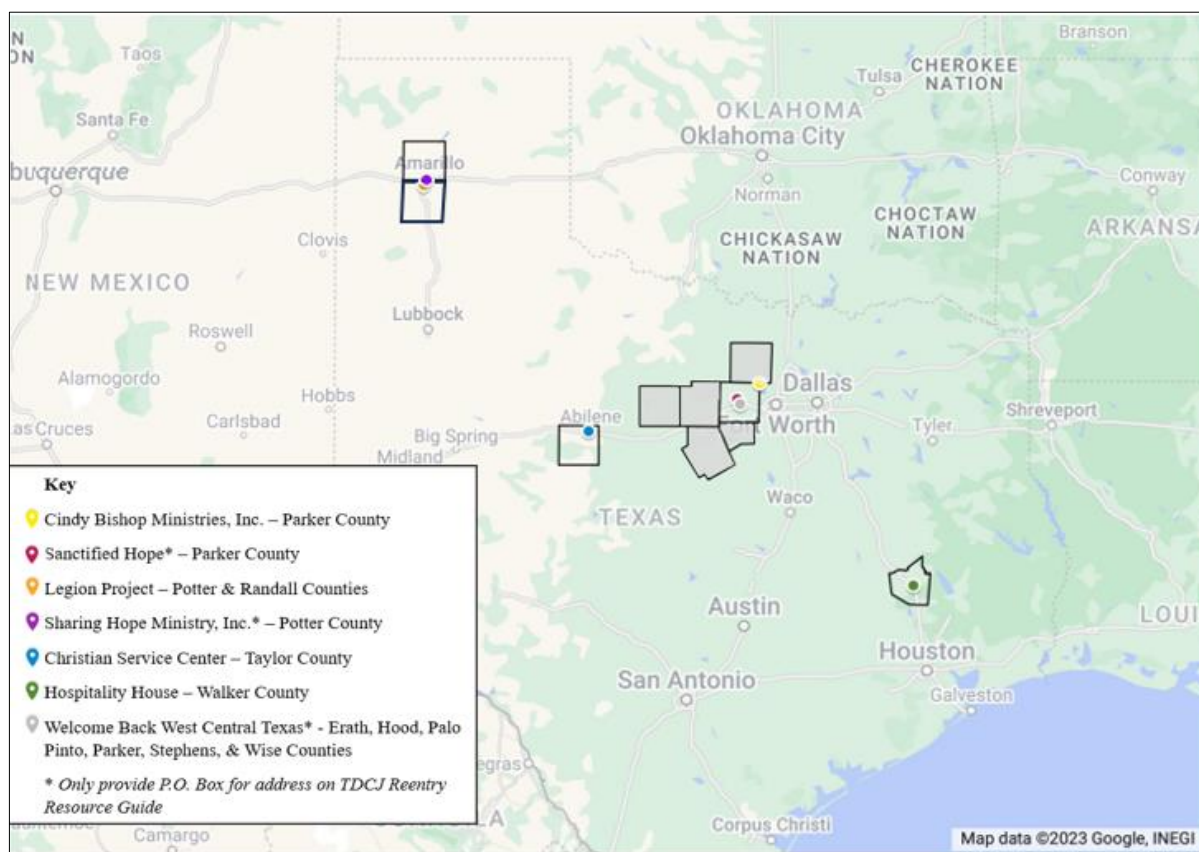 Branson
Taos
CHEROKEE
NATION
Tulsa
OKLAHOMA
Santa Fe
Oklahoma City
Amarillo
buquerque
Conway
Norman
CHOCTAW
NATION
ARKANSA
Clovis
CHICKASAW
NATION
NEW MEXICO
Lubbock
Roswell
Alamogordo
Hobbs
Dallas
Carlsbad
Abilene
Shreveport
as Cruces
Big Spring
Worth
Tyler
Midland
Waco
TEXAS
Austin
LOUI
Houston
San Antonio
Galveston
Corpus Christi
Camargo
Key
Cindy Bishop Ministries, Inc. – Parker County
Sanctified Hope* – Parker County
Legion Project – Potter & Randall Counties
Sharing Hope Ministry, Inc.* – Potter County
Christian Service Center – Taylor County
Hospitality House – Walker County
Welcome Back West Central Texas* - Erath, Hood, Palo
Pinto, Parker, Stephens, & Wise Counties
* Only provide P.O. Box for address on TDCJ Reentry
Resource Guide
Map data ©2023 Google, INEGI